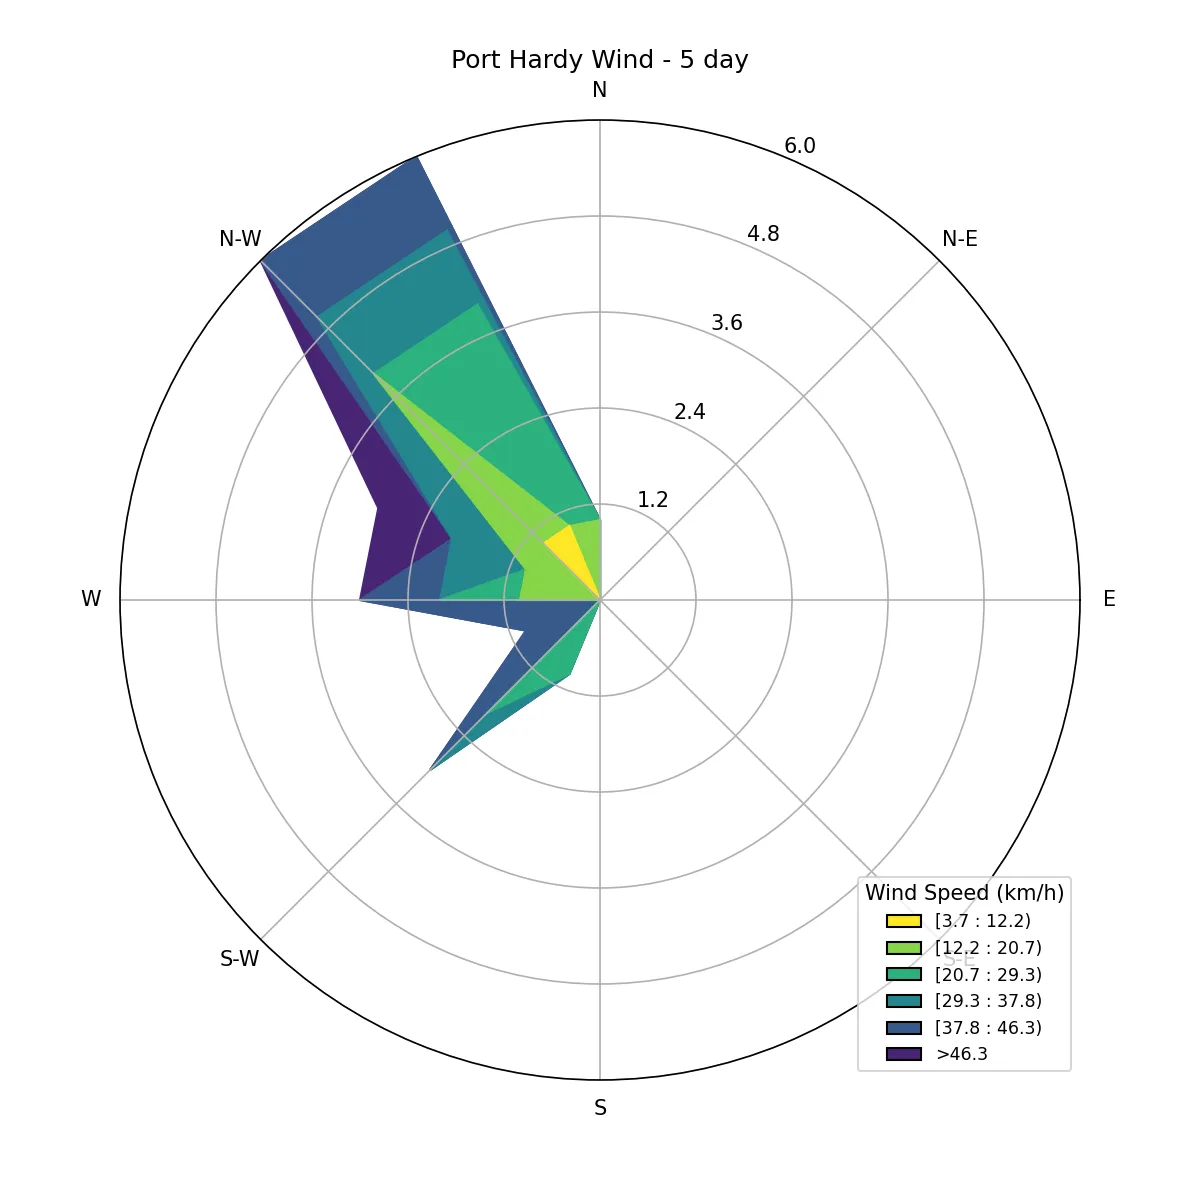 Port Hardy Wind - 5 day
N
6.0
N-W
N-E
4.8
3.6
2.4
1.2
W
E
Wind Speed (km/h)
[3.7 : 12.2)
[12.2 : 20.7)
S-W
S-E
[20.7 : 29.3)
[29.3 : 37.8)
[37.8 : 46.3)
>46.3
S